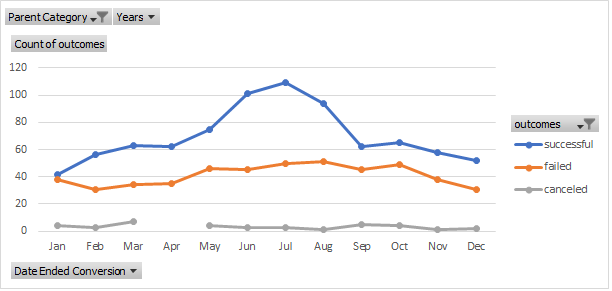 Parent Category Years
Count of outcomes
120
100
80
60
40
20
0
Jan Feb Mar Apr May Jun Jul Aug Sep Oct Nov Dec
outcomes
successful
failed
canceled
Date Ended Conversion